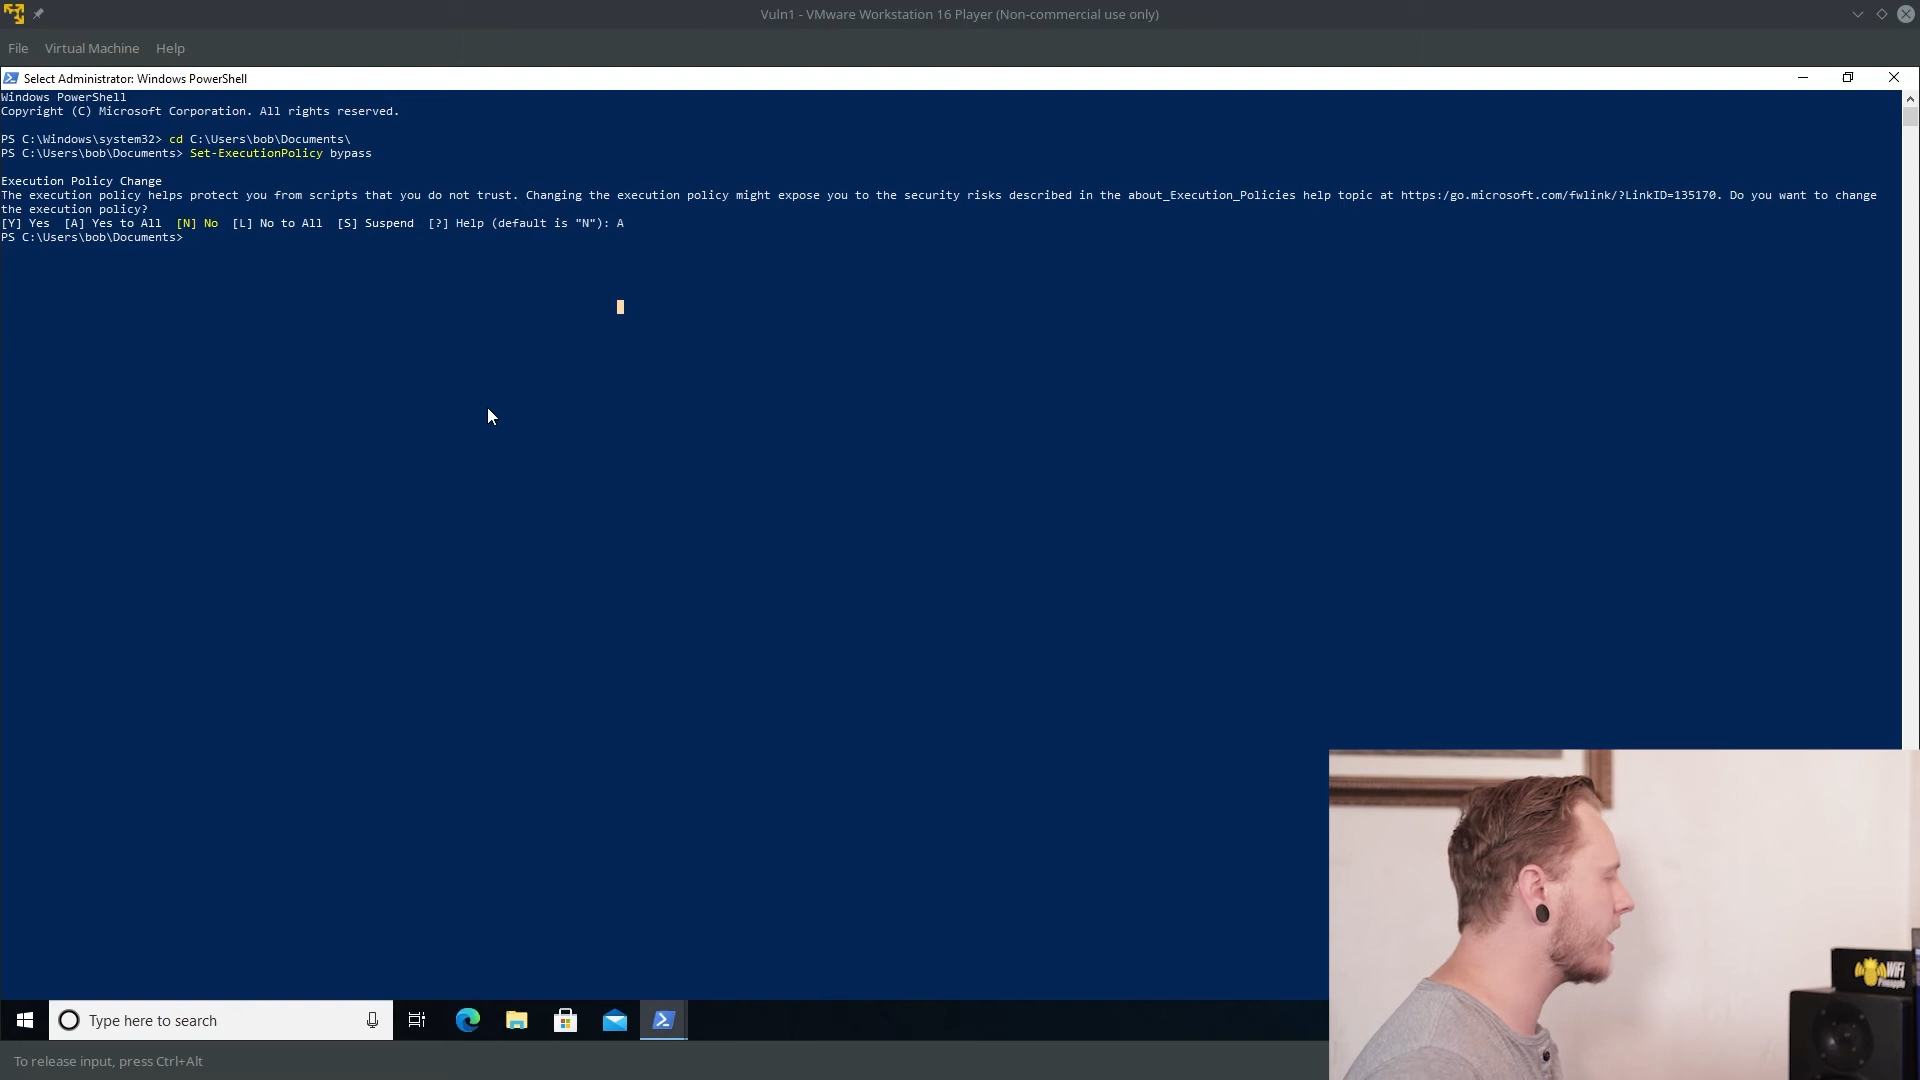 Vuln1 - VMware Workstation 16 Player (Non-commercial use only)
File Virtual Machine Help
Select Administrator: Windows PowerShell
Windows PowerShell
Copyright (C) Microsoft Corporation. All rights reserved.
PS C:\Windows\system32> cd C:\Users\bob\Documents\
PS C:\Users\bob\Documents> Set-ExecutionPolicy bypass
Execution Policy Change
The execution policy helps protect you from scripts that you do not trust. Changing the execution policy might expose you to the security risks described in the about_Execution_Policies help topic at https:/go.microsoft.com/fwlink/?LinkID=135170. Do you want to change
the execution policy?
[Y] Yes [A] Yes to All [N] No [L] No to All [S] Suspend [?] Help (default is "N"): A
PS C:\Users\bob\Documents>
Type here to search
To release input, press Ctrl+Alt
WiFi
Pineapple